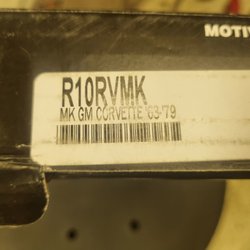 MOTIV
R10RVMK
MK GM CORVETTE '63-'79